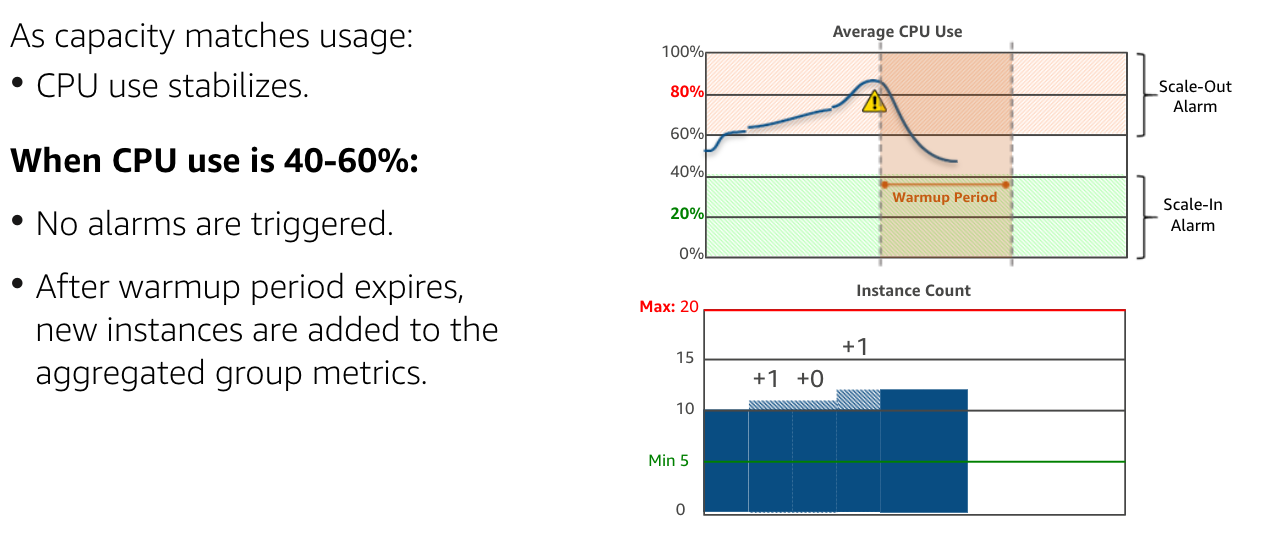 As capacity matches usage:
• CPU use stabilizes.
When CPU use is 40-60%:
• No alarms are triggered.
• After warmup period expires,
new instances are added to the
aggregated group metrics.
Average CPU Use
100%
80%
60%
40%
20%
0%
!
Warmup Period
Scale-Out
Alarm
Scale-In
Alarm
Instance Count
Max: 20
15
10
Min 5
0
+1
+0
+1